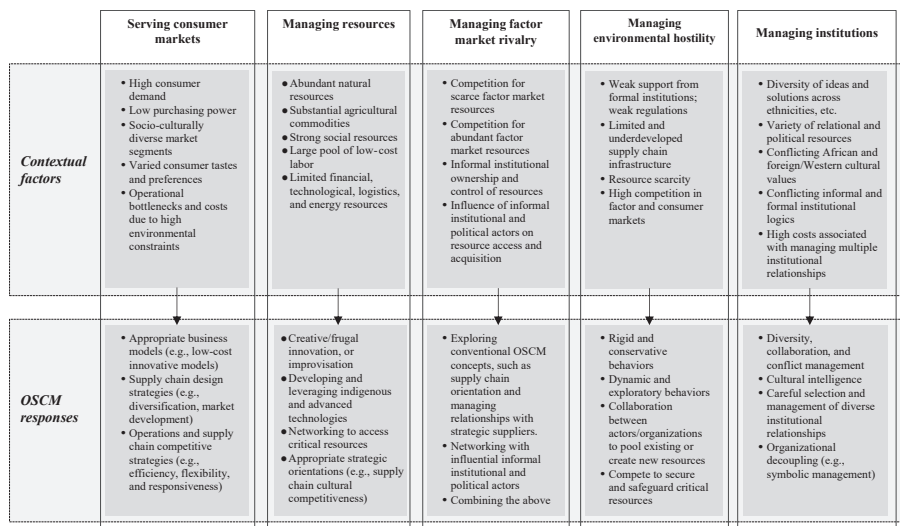 Serving consumer
markets
Managing resources
Managing factor
market rivalry
Managing
environmental hostility
Managing institutions
Contextual
factors
• High consumer
demand
• Low purchasing power
• Socio-culturally
diverse market
segments
• Varied consumer tastes
and preferences
• Operational
bottlenecks and costs
due to high
environmental
constraints
● Abundant natural
resources
● Substantial agricultural
commodities
● Strong social resources
● Large pool of low-cost
labor
● Limited financial,
technological, logistics,
and energy resources
• Competition for
scarce factor market
resources
• Competition for
abundant factor
market resources
• Informal institutional
ownership and
control of resources
• Influence of informal
institutional and
political actors on
resource access and
acquisition
• Weak support from
formal institutions;
weak regulations
• Limited and
underdeveloped
supply chain
infrastructure
• Resource scarcity
• High competition in
factor and consumer
markets
• Diversity of ideas and
solutions across
ethnicities, etc.
• Variety of relational and
political resources
• Conflicting African and
foreign/Western cultural
values
• Conflicting informal and
formal institutional
logics
• High costs associated
with managing multiple
institutional
relationships
OSCM
responses
• Appropriate business
models (e.g., low-cost
innovative models)
• Supply chain design
strategies (e.g.,
diversification, market
development)
• Operations and supply
chain competitive
strategies (e.g.,
efficiency, flexibility,
and responsiveness)
● Creative/frugal
innovation, or
improvisation
● Developing and
leveraging indigenous
and advanced
technologies
● Networking to access
critical resources
● Appropriate strategic
orientations (e.g., supply
chain cultural
competitiveness)
• Exploring
conventional OSCM
concepts, such as
supply chain
orientation and
managing
relationships with
strategic suppliers.
• Networking with
influential informal
institutional and
political actors
• Combining the above
• Rigid and
conservative
behaviors
• Dynamic and
exploratory behaviors
• Collaboration
between
actors/organizations
to pool existing or
create new resources
• Compete to secure
and safeguard critical
resources
• Diversity,
collaboration, and
conflict management
• Cultural intelligence
• Careful selection and
management of diverse
institutional
relationships
• Organizational
decoupling (e.g.,
symbolic management)